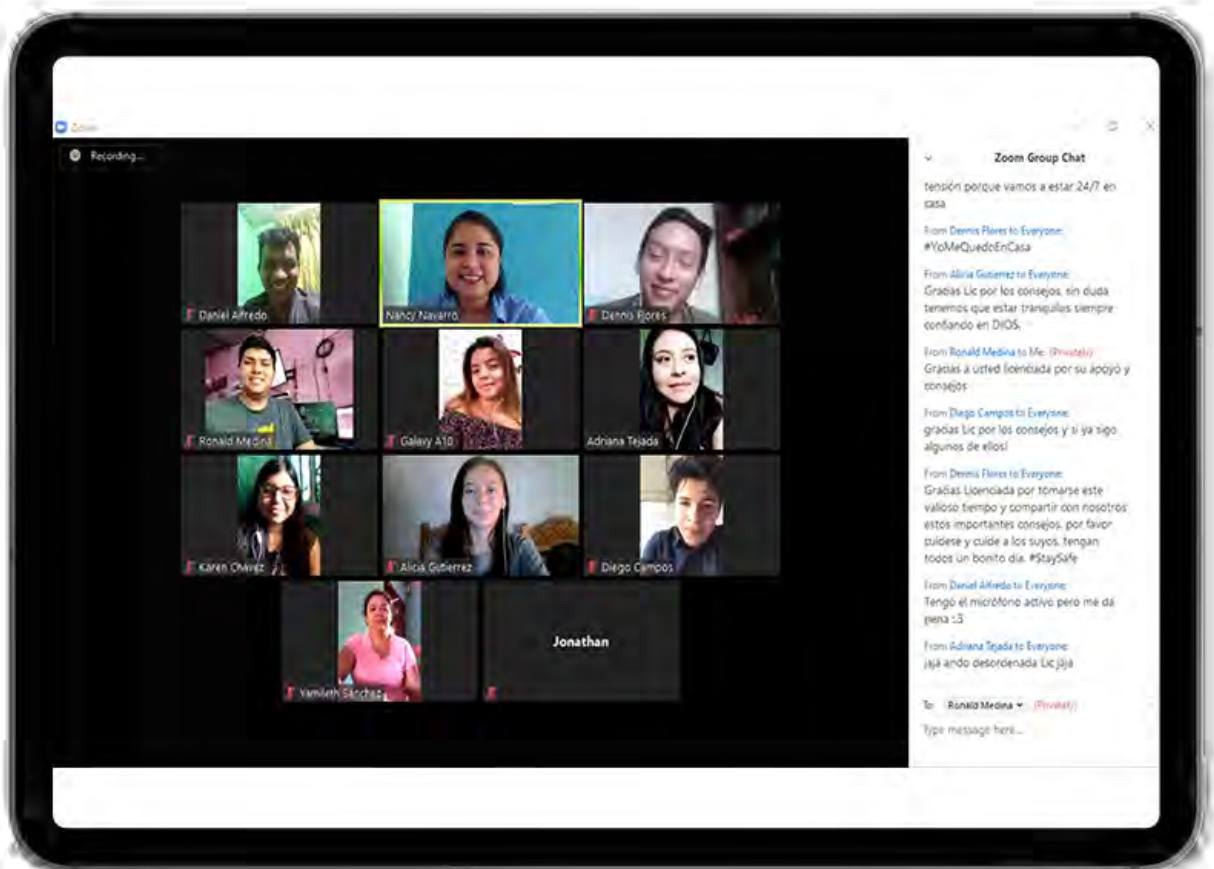 Zoom
Recording...
Daniel Alfredo
Nancy Navarro
Dennis Flores
Ronald Medina
Galaxy A10
Adriana Tejada
Karen Chavez
Alicia Gutierrez
Diego Campos
Yamileth Sanchez
Jonathan
Zoom Group Chat
tensión porque vamos a estar 24/7 en
casa
From Dennis Flores to Everyone:
#YoMeQuedoEnCasa
From Alicia Gutierrez to Everyone:
Gracias Lic por los consejos, sin duda
tenemos que estar tranquilos siempre
confiando en DIOS.
From Ronald Medina to Me: (Privately)
Gracias a usted licenciada por su apoyo y
consejos
From Diego Campos to Everyone:
gracias Lic por los consejos y si ya sigo
algunos de ellos!
From Dennis Flores to Everyone:
Gracias Licenciada por tomarse este
valioso tiempo y compartir con nosotros
estos importantes consejos. por favor
cuidese y cuide a los suyos. tengan
todos un bonito día. #StaySafe
From Daniel Alfredo to Everyone:
Tengo el micrófono activo pero me da
pena :3
From Adriana Tejada to Everyone:
jaja ando desordenada Lic jaja
To: Ronald Medina (Privately)
Type message here...